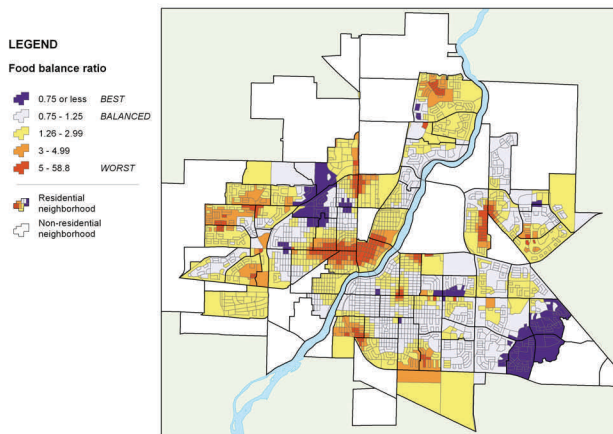 LEGEND
Food balance ratio
0.75 or less BEST
0.75 - 1.25 BALANCED
1.26 - 2.99
3 - 4.99
5 - 58.8 WORST
Residential
neighborhood
Non-residential
neighborhood